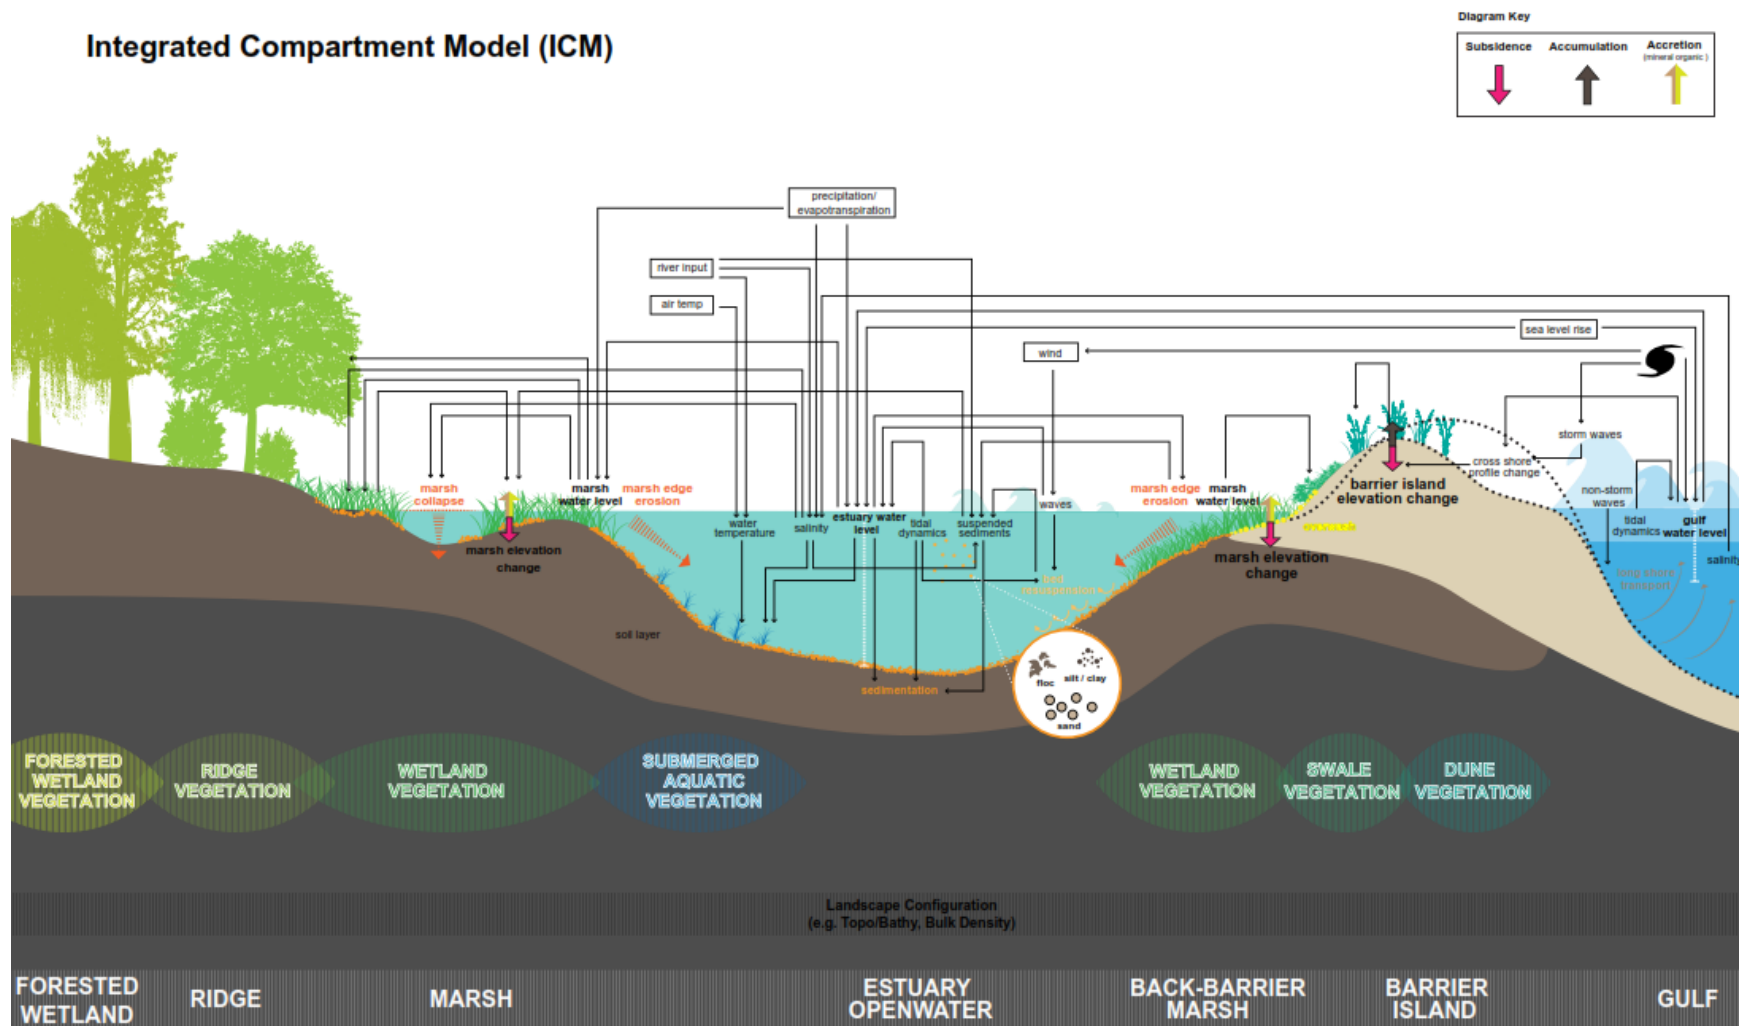 Integrated Compartment Model (ICM)
Diagram Key
Subsidence
Accumulation
Accretion
(mineral organic )
precipitation/
evapotranspiration
river input
air temp
wind
sea level rise
storm waves
cross shore
profile change
non-storm
waves
tidal
dynamics
gulf
water level
salinity
long shore
transport
barrier island
elevation change
marsh
collapse
marsh
water level
marsh edge
erosion
marsh elevation
change
water
temperature
salinity
estuary water
level
tidal
dynamics
suspended
sediments
waves
bed
resuspension
marsh edge
erosion
marsh
water level
marsh elevation
change
soil layer
sedimentation
floc
silt / clay
sand
FORESTED
WETLAND
VEGETATION
RIDGE
VEGETATION
WETLAND
VEGETATION
SUBMERGED
AQUATIC
VEGETATION
WETLAND
VEGETATION
SWALE
VEGETATION
DUNE
VEGETATION
Landscape Configuration
(e.g. Topo/Bathy, Bulk Density)
FORESTED
WETLAND
RIDGE
MARSH
ESTUARY
OPENWATER
BACK-BARRIER
MARSH
BARRIER
ISLAND
GULF